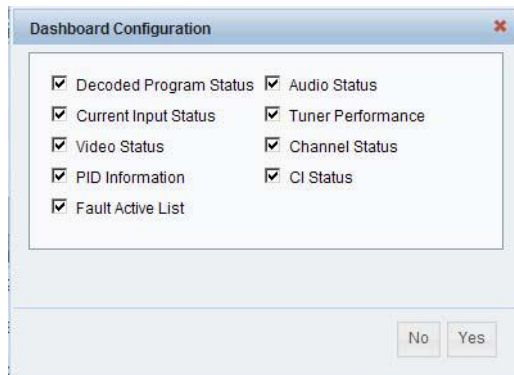 Dashboard Configuration
Decoded Program Status Audio Status
Current Input Status Tuner Performance
Video Status Channel Status
PID Information CI Status
Fault Active List
No Yes